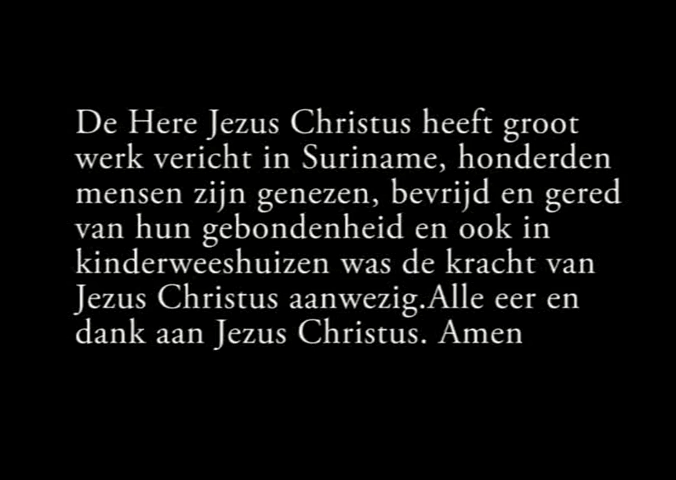 De Here Jezus Christus heeft groot
werk vericht in Suriname, honderden
mensen zijn genezen, bevrijd en gered
van hun gebondenheid en ook in
kinderweeshuizen was de kracht van
Jezus Christus aanwezig.Alle eer en
dank aan Jezus Christus. Amen